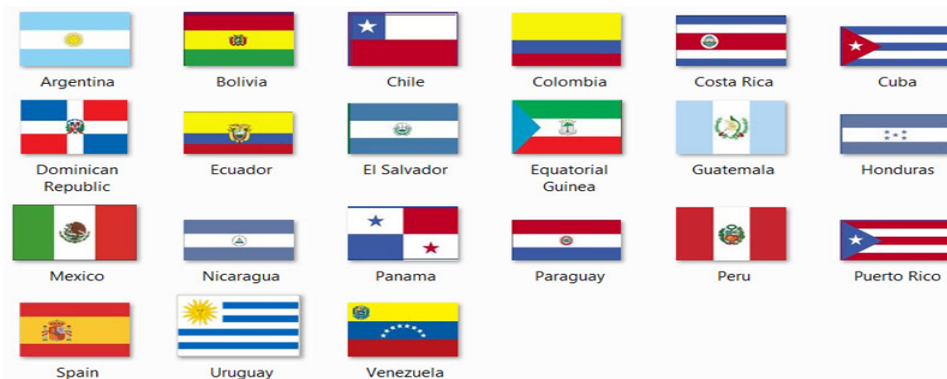 Argentina
Bolivia
Chile
Colombia
Costa Rica
Cuba
Dominican
Republic
Ecuador
El Salvador
Equatorial
Guinea
Guatemala
Honduras
Mexico
Nicaragua
Panama
Paraguay
Peru
Puerto Rico
Spain
Uruguay
Venezuela